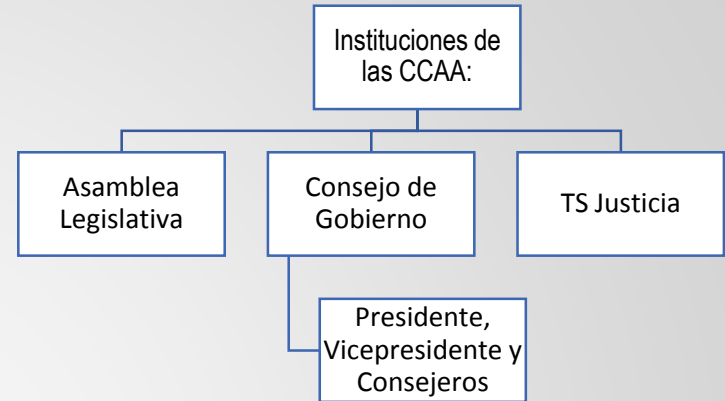 Instituciones de
las CCAA:
Asamblea
Legislativa
Consejo de
Gobierno
TS Justicia
Presidente,
Vicepresidente y
Consejeros